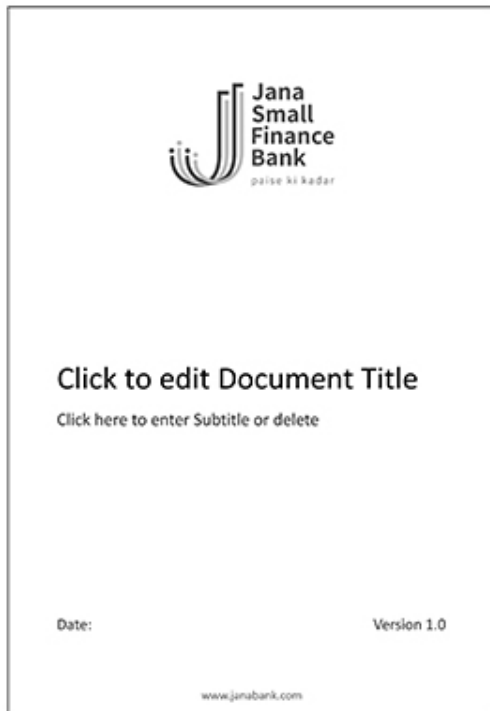 Jana
Small
Finance
Bank
paise ki kadar
Click to edit Document Title
Click here to enter Subtitle or delete
Date: Version 1.0
www.janabank.com